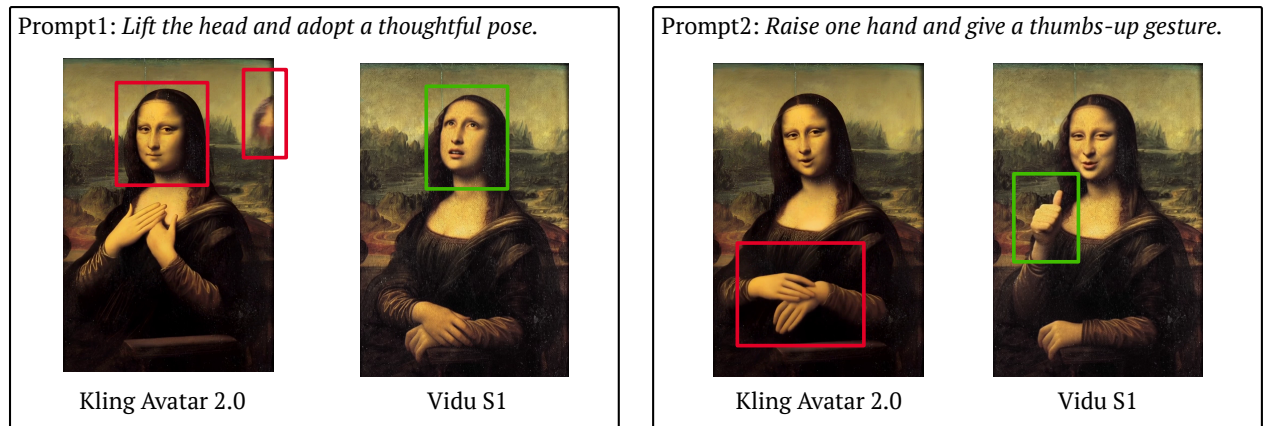 Prompt1: Lift the head and adopt a thoughtful pose.
Kling Avatar 2.0
Vidu S1
Prompt2: Raise one hand and give a thumbs-up gesture.
Kling Avatar 2.0
Vidu S1